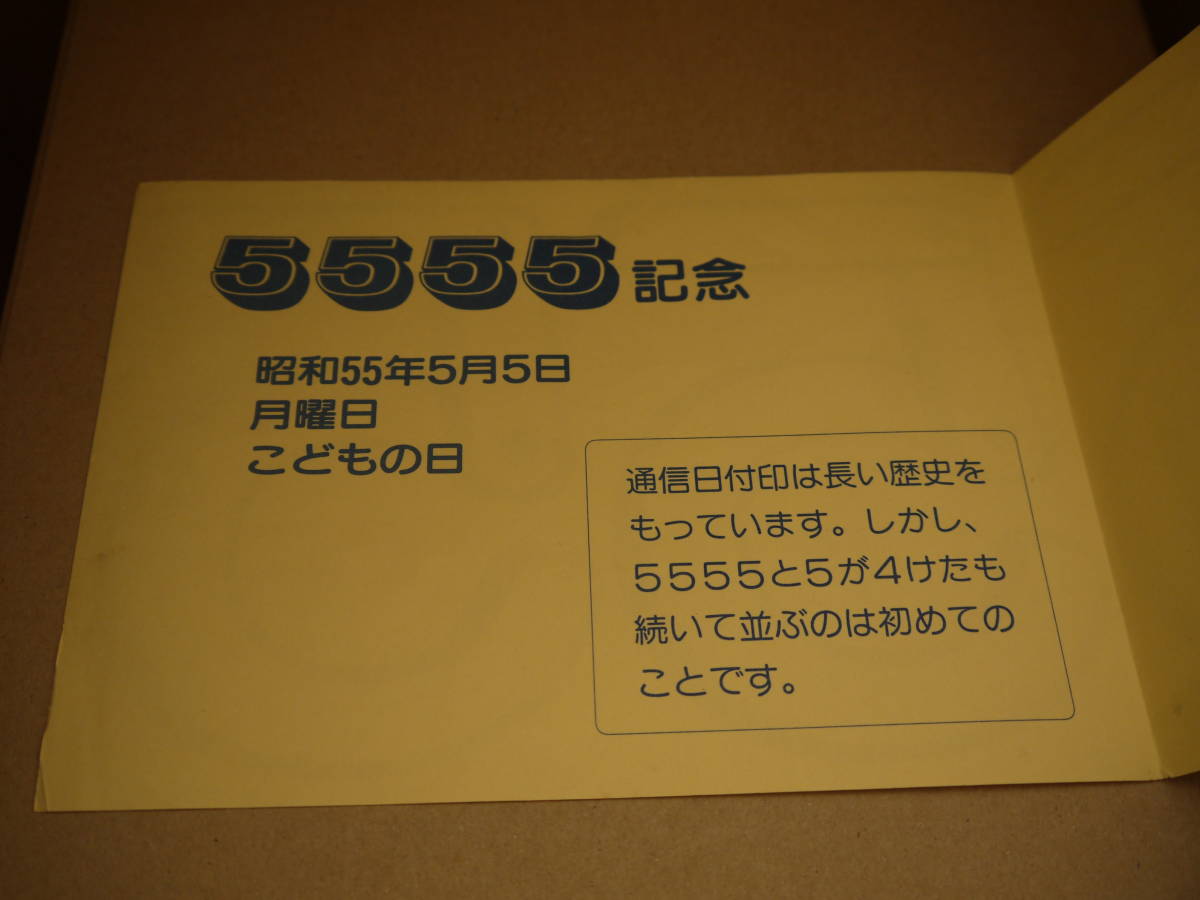 5555記念
昭和55年5月5日
月曜日
こどもの日
通信日付印は長い歴史を
もっています。しかし、
5555と5が4けたも
続いて並ぶのは初めての
ことです。